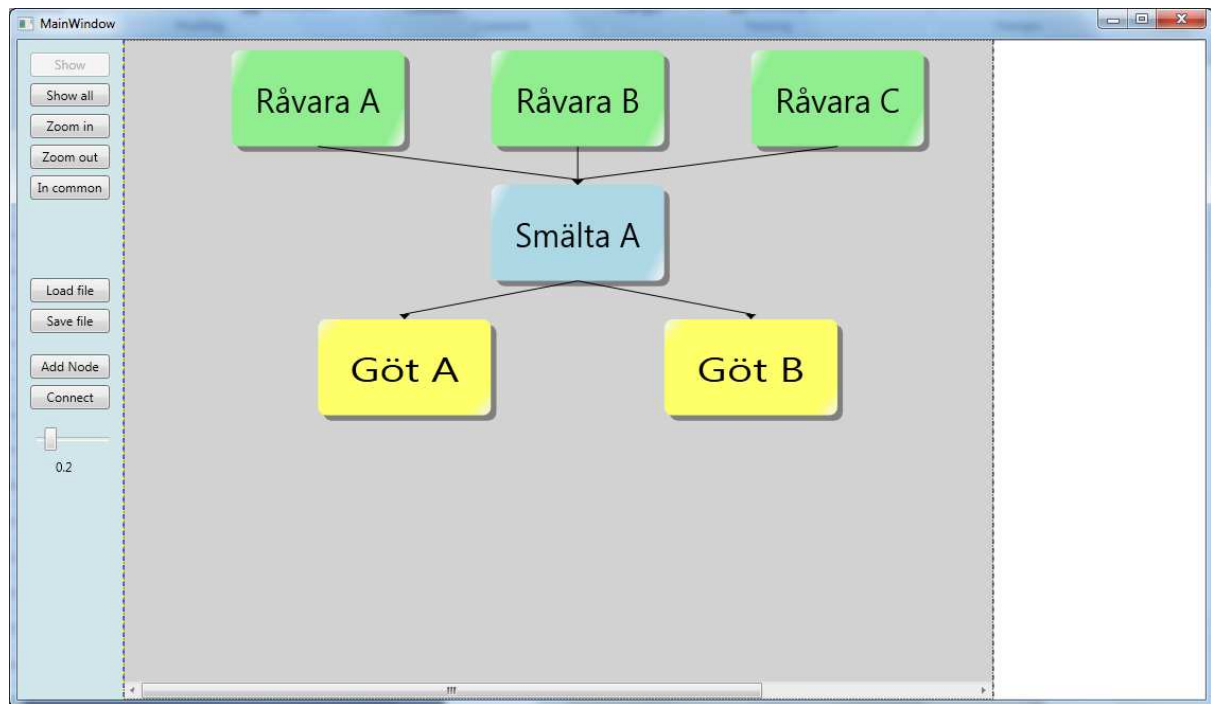 MainWindow
Show
Show all
Zoom in
Zoom out
In common
Load file
Save file
Add Node
Connect
0.2
Råvara A
Råvara B
Råvara C
Smälta A
Göt A
Göt B